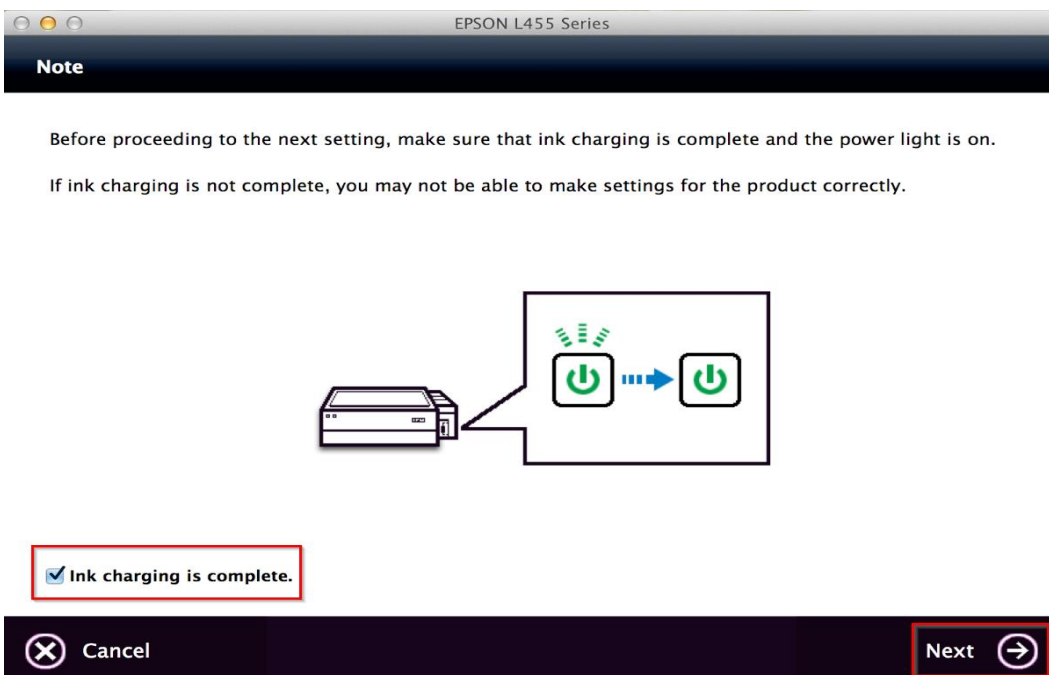 EPSON L455 Series
Note
Before proceeding to the next setting, make sure that ink charging is complete and the power light is on.
If ink charging is not complete, you may not be able to make settings for the product correctly.
Ink charging is complete.
Cancel
Next